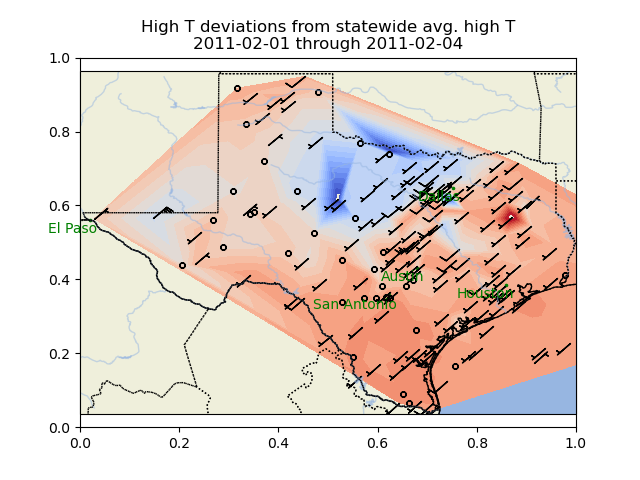 High T deviations from statewide avg. high T
2011-02-01 through 2011-02-04
1.0
0.8
0.6
0.4
0.2
0.0
Dallas
El Paso
Austin
San Antonio
Houston
0.0 0.2 0.4 0.6 0.8 1.0